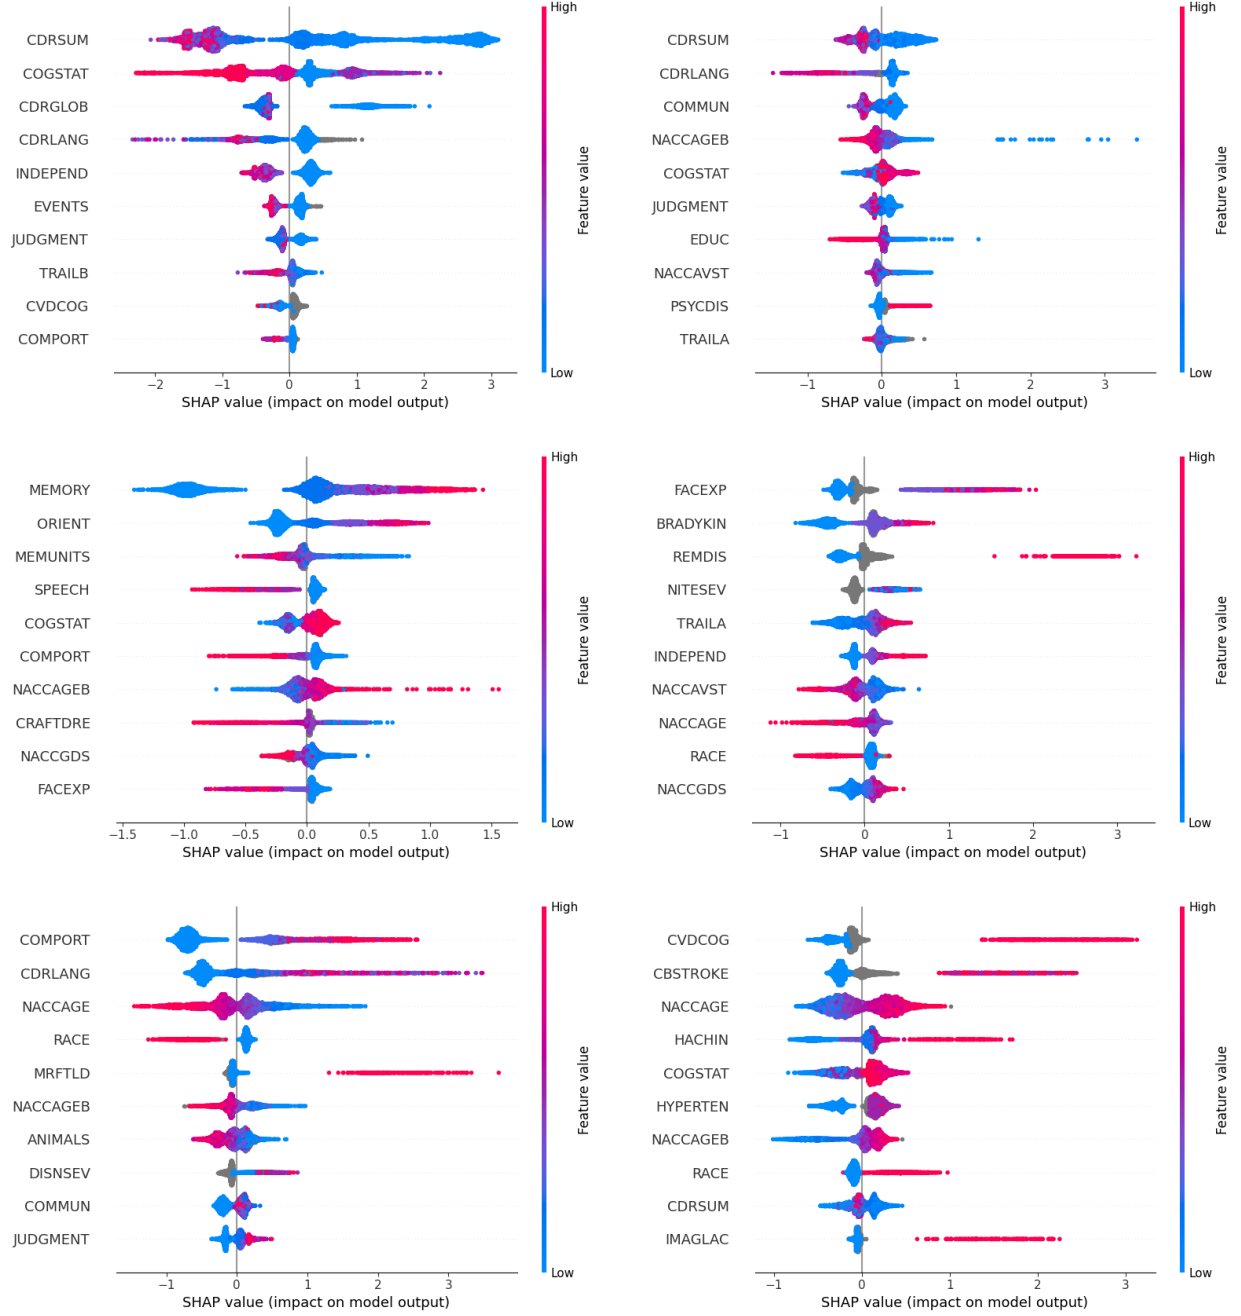 High
CDRSUM
COGSTAT
CDRGLOB
CDRLANG
INDEPEND
EVENTS
JUDGMENT
TRAILB
CVDCOG
COMPORT
Feature value
Low
−2 −1 0 1 2 3
SHAP value (impact on model output)
High
CDRSUM
CDRLANG
COMMUN
NACCAGEB
COGSTAT
JUDGMENT
EDUC
NACCAVST
PSYCDIS
TRAILA
Feature value
Low
−1 0 1 2 3
SHAP value (impact on model output)
High
MEMORY
ORIENT
MEMUNITS
SPEECH
COGSTAT
COMPORT
NACCAGEB
CRAFTDRE
NACCGDS
FACEXP
Feature value
Low
−1.5 −1.0 −0.5 0.0 0.5 1.0 1.5
SHAP value (impact on model output)
High
FACEXP
BRADYKIN
REMDIS
NITESEV
TRAILA
INDEPEND
NACCAVST
NACCAGE
RACE
NACCGDS
Feature value
Low
−1 0 1 2 3
SHAP value (impact on model output)
High
COMPORT
CDRLANG
NACCAGE
RACE
MRFTLD
NACCAGEB
ANIMALS
DISNSEV
COMMUN
JUDGMENT
Feature value
Low
−1 0 1 2 3
SHAP value (impact on model output)
High
CVDCOG
CBSTROKE
NACCAGE
HACHIN
COGSTAT
HYPERTEN
NACCAGEB
RACE
CDRSUM
IMAGLAC
Feature value
Low
−1 0 1 2 3
SHAP value (impact on model output)